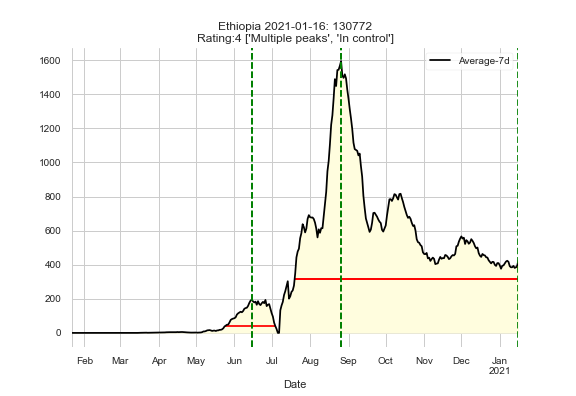 Ethiopia 2021-01-16: 130772
Rating:4 ['Multiple peaks', 'In control']
Average-7d
1600
1400
1200
1000
800
600
400
200
0
Feb Mar Apr May Jun Jul Aug Sep Oct Nov Dec Jan
2021
Date